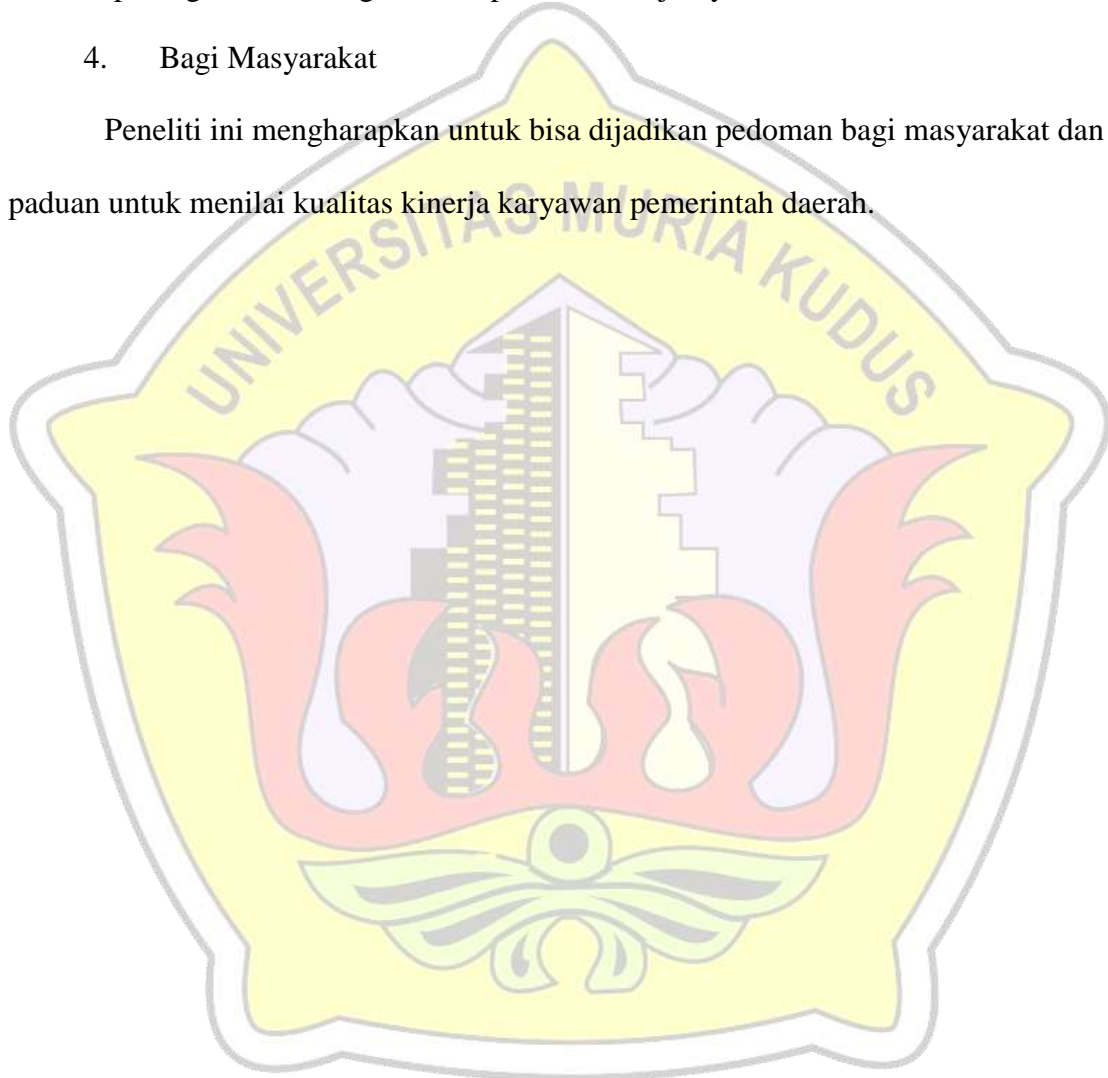 4. Bagi Masyarakat
Peneliti ini mengharapkan untuk bisa dijadikan pedoman bagi masyarakat dan
paduan untuk menilai kualitas kinerja karyawan pemerintah daerah.
UNIVERSITAS MURIA KUDUS